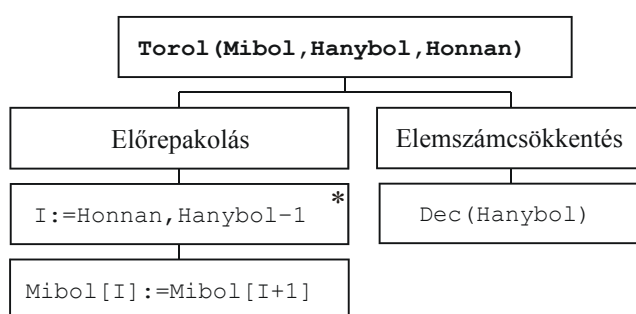 Torol(Mibol,Hanybol,Honnan)
Előrepakolás
Elemszámcsökkentés
I:=Honnan,Hanybol-1 *
Dec(Hanybol)
Mibol[I]:=Mibol[I+1]